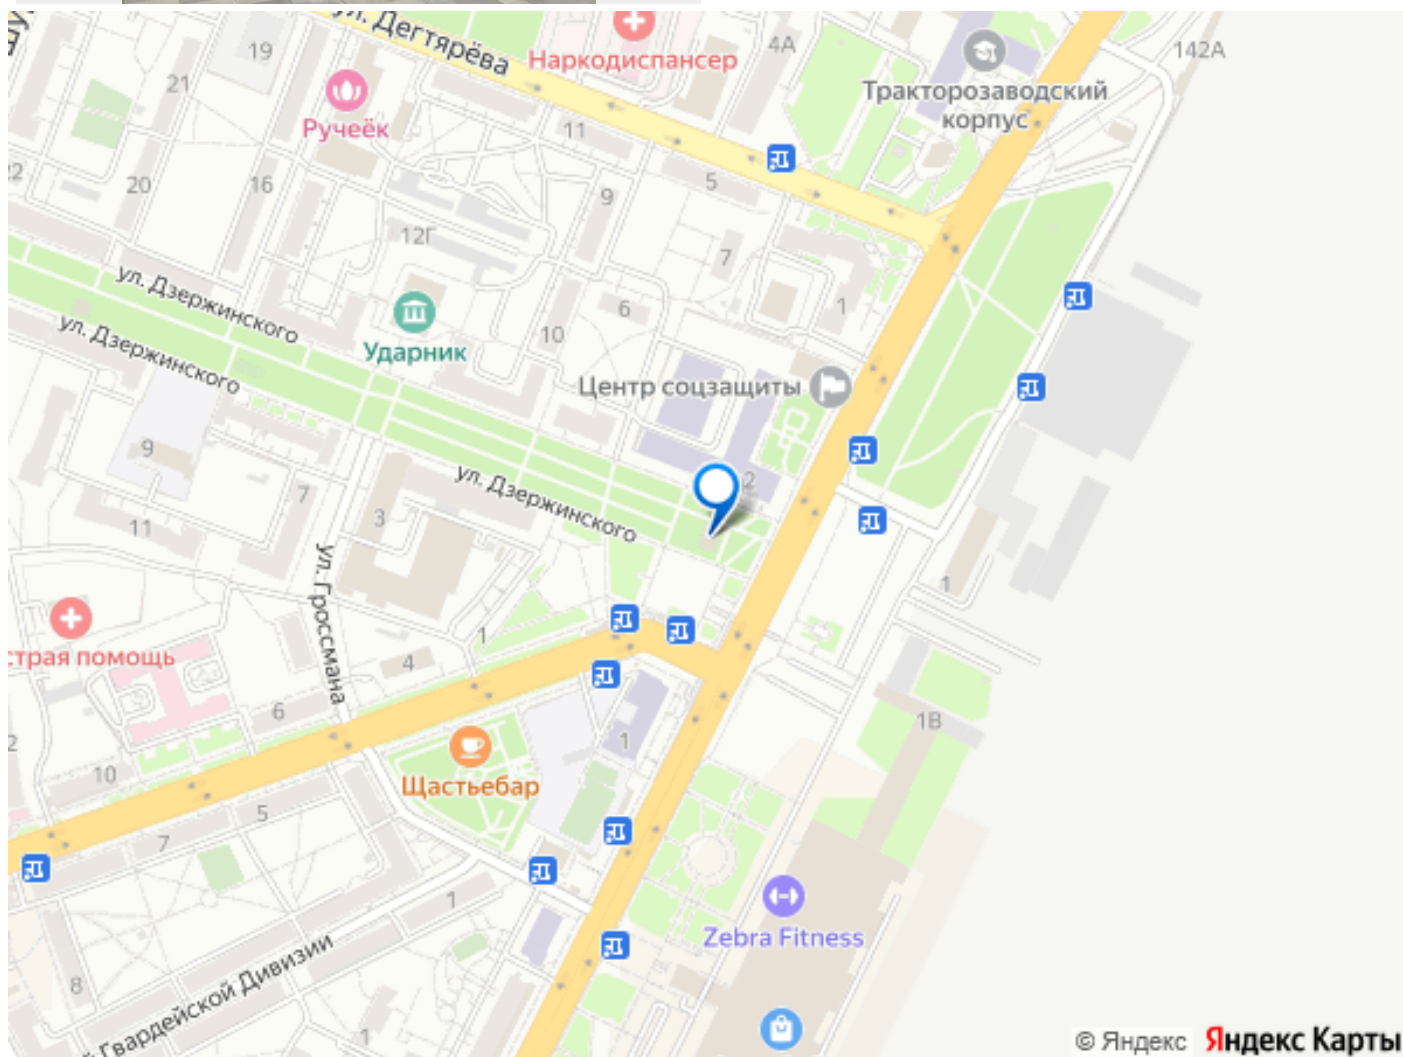 ул. Дегтярёва
19
21
Ручеёк
Наркодиспансер
4А
142А
Тракторозаводский
корпус
11
5
22
20
16
9
12Г
7
ул. Дзержинского
6
1
10
ул. Дзержинского
Ударник
Центр соцзащиты
9
2
ул. Дзержинского
7
3
11
ул. Гроссмана
1
1
страя помощь
4
6
1В
2
1
10
Щастьебар
5
7
1
Zebra Fitness
8
й Гвардейской Дивизии
1
© Яндекс Яндекс Карты